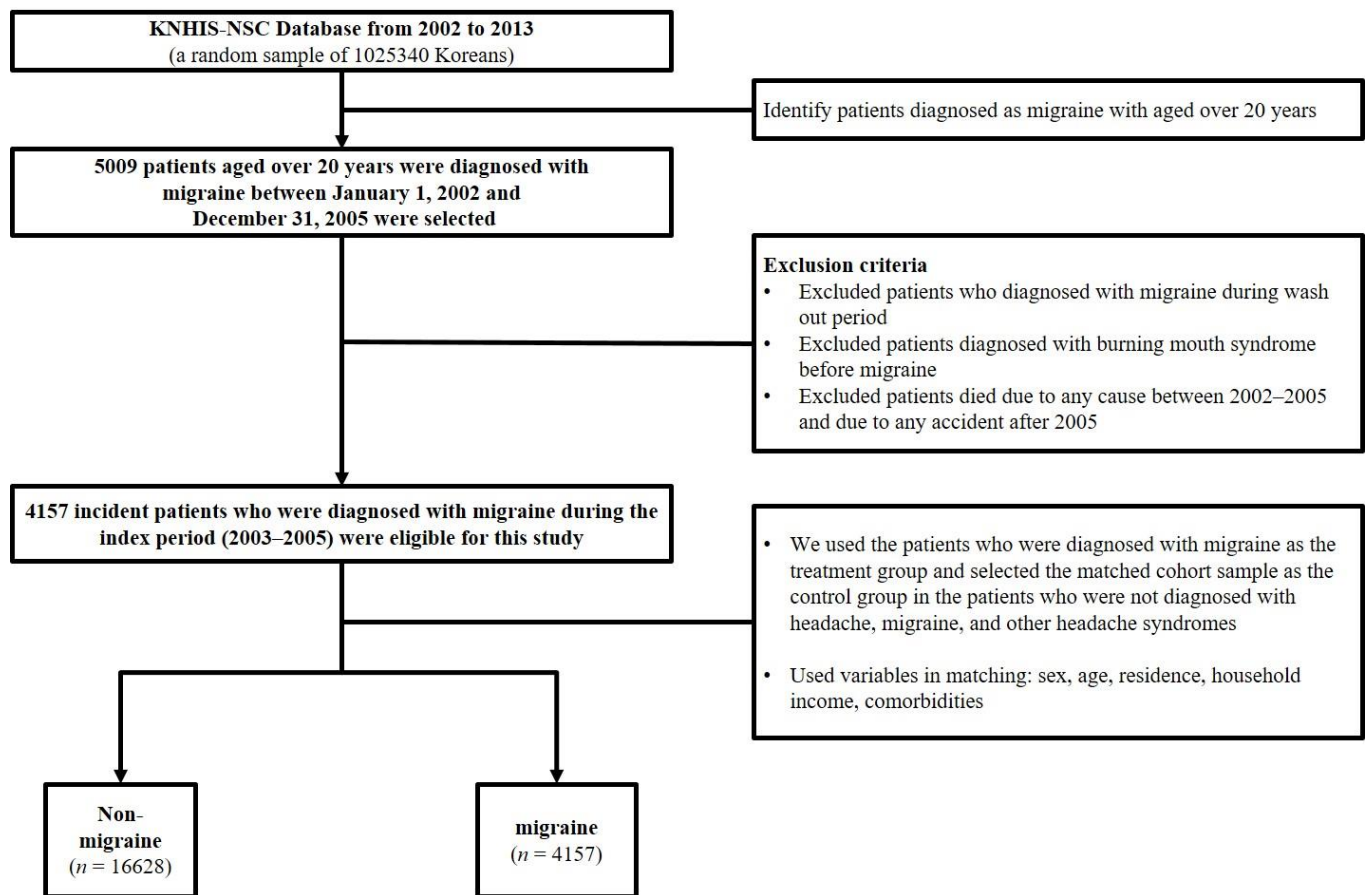 KNHIS-NSC Database from 2002 to 2013
(a random sample of 1025340 Koreans)
Identify patients diagnosed as migraine with aged over 20 years
5009 patients aged over 20 years were diagnosed with
migraine between January 1, 2002 and
December 31, 2005 were selected
Exclusion criteria
• Excluded patients who diagnosed with migraine during wash
out period
• Excluded patients diagnosed with burning mouth syndrome
before migraine
• Excluded patients died due to any cause between 2002–2005
and due to any accident after 2005
4157 incident patients who were diagnosed with migraine during the
index period (2003–2005) were eligible for this study
• We used the patients who were diagnosed with migraine as the
treatment group and selected the matched cohort sample as the
control group in the patients who were not diagnosed with
headache, migraine, and other headache syndromes
• Used variables in matching: sex, age, residence, household
income, comorbidities
Non-
migraine
(n = 16628)
migraine
(n = 4157)